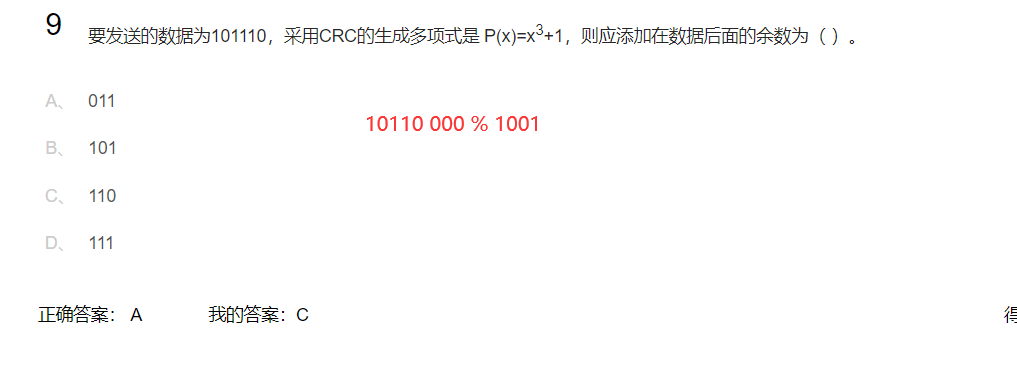 9
要发送的数据为101110，采用CRC的生成多项式是 P(x)=x³+1，则应添加在数据后面的余数为（ ）。
A、 011
10110 000 % 1001
B、 101
C、 110
D、 111
正确答案： A 我的答案：C 得